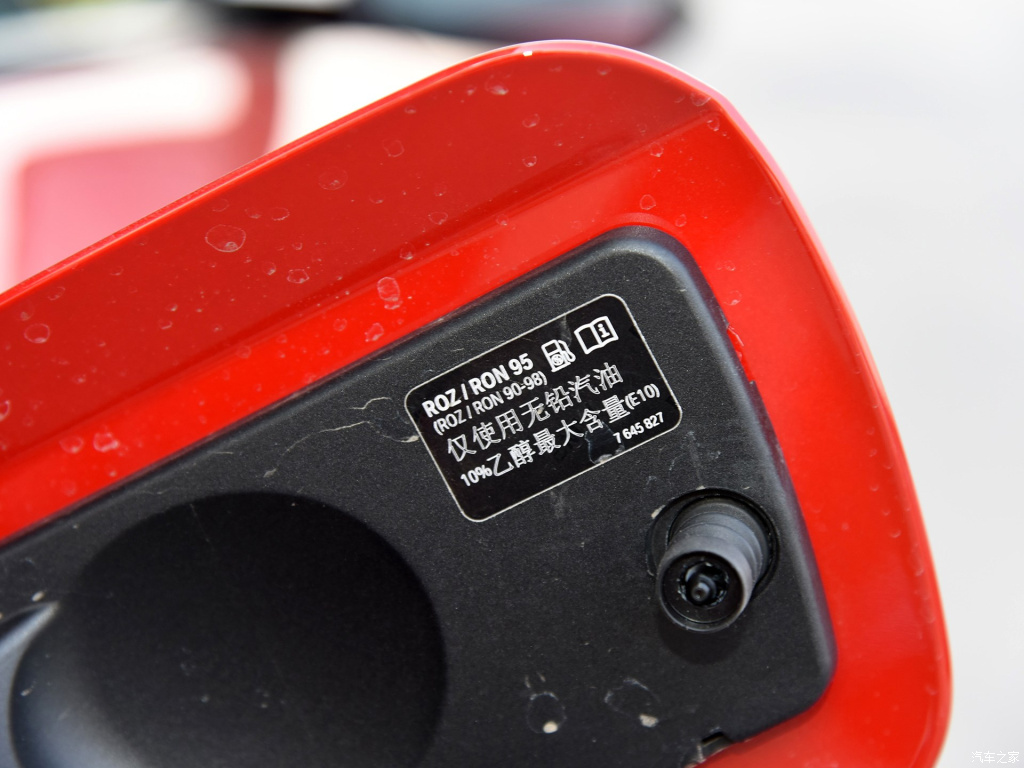 ROZ / RON 95
(ROZ / RON 90-98)
仅使用无铅汽油
10%乙醇最大含量(E10)
7 645 827
汽车之家